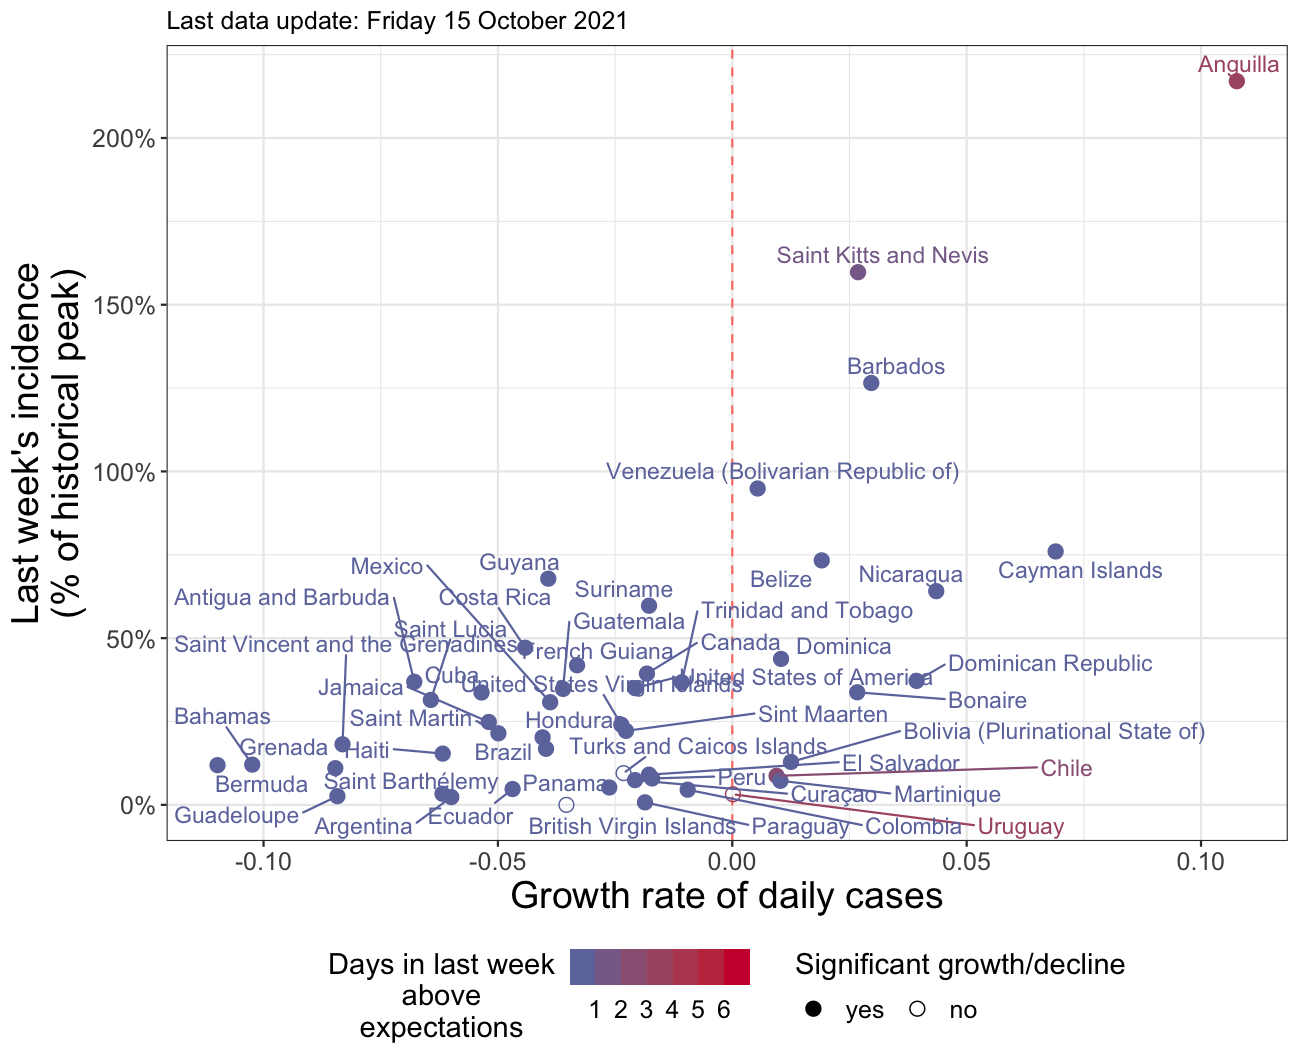 Last data update: Friday 15 October 2021
Last week's incidence
(% of historical peak)
200%
150%
100%
50%
0%
Anguilla
Saint Kitts and Nevis
Barbados
Venezuela (Bolivarian Republic of)
Mexico
Guyana
Belize
Nicaragua
Cayman Islands
Antigua and Barbuda
Costa Rica
Suriname
Trinidad and Tobago
Saint Lucia
Guatemala
Saint Vincent and the Grenadines
French Guiana
Canada
Dominica
Dominican Republic
Jamaica
Cuba
United States Virgin Islands
United States of America
Bonaire
Bahamas
Saint Martin
Honduras
Sint Maarten
Bolivia (Plurinational State of)
Grenada
Haiti
Brazil
Turks and Caicos Islands
El Salvador
Chile
Bermuda
Saint Barthélemy
Panama
Peru
Curaçao
Martinique
Guadeloupe
Argentina
Ecuador
British Virgin Islands
Paraguay
Colombia
Uruguay
-0.10
-0.05
0.00
0.05
0.10
Growth rate of daily cases
Days in last week
above
expectations
1 2 3 4 5 6
Significant growth/decline
yes
no